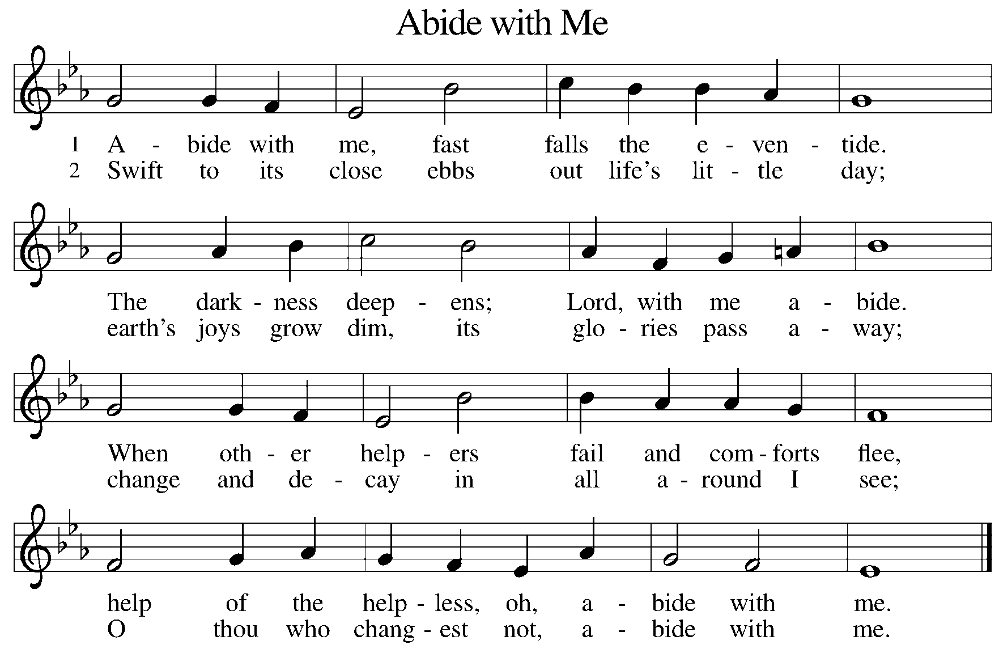 Abide with Me
1 A - bide with me, fast falls the e - ven - tide.
2 Swift to its close ebbs out life's lit - tle day;
The dark - ness deep - ens; Lord, with me a - bide.
earth's joys grow dim, its glo - ries pass a - way;
When oth - er help - ers fail and com - forts flee,
change and de - cay in all a - round I see;
help of the help - less, oh, a - bide with me.
O thou who chang - est not, a - bide with me.